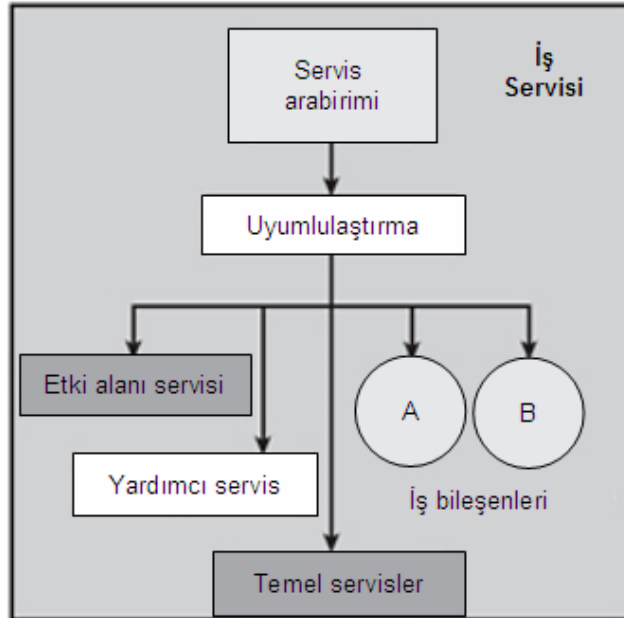 İş
Servisi
Servis
arabirimi
Uyumlulaştırma
Etki alanı servisi
A
B
Yardımcı servis
İş bileşenleri
Temel servisler